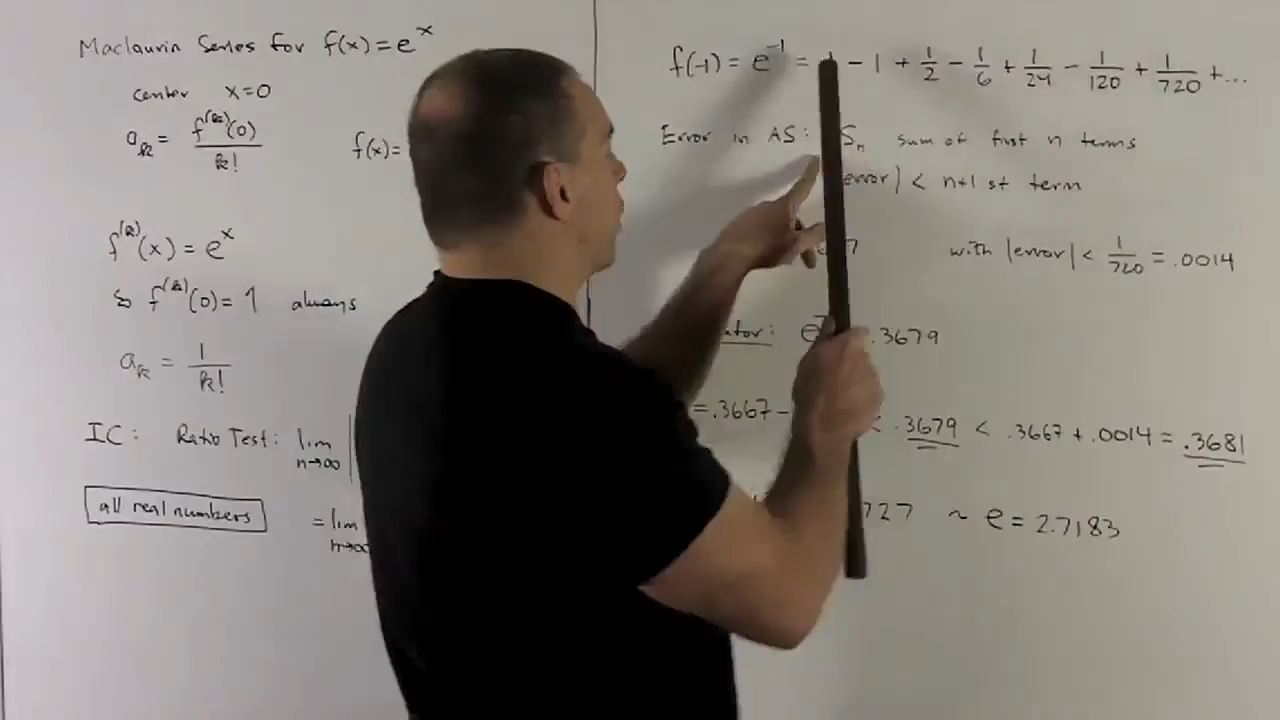 Maclaurin Series for f(x) = e^x
center x=0
a_k = f^(k)(0) / k!
f(x)=
f^(k)(x) = e^x
so f^(k)(0) = 1 always
a_k = 1 / k!
IC: Ratio Test: lim n→∞ |
all real numbers
= lim n→∞
f(-1) = e^-1 = 1 - 1 + 1/2 - 1/6 + 1/24 - 1/120 + 1/720 + ...
Error in AS: S_n sum of first n terms
error| < n+1 st term
7 with |error| < 1/720 = .0014
ator: e .3679
= .3667 - < .3679 < .3667 + .0014 = .3681
727 ~ e = 2.7183